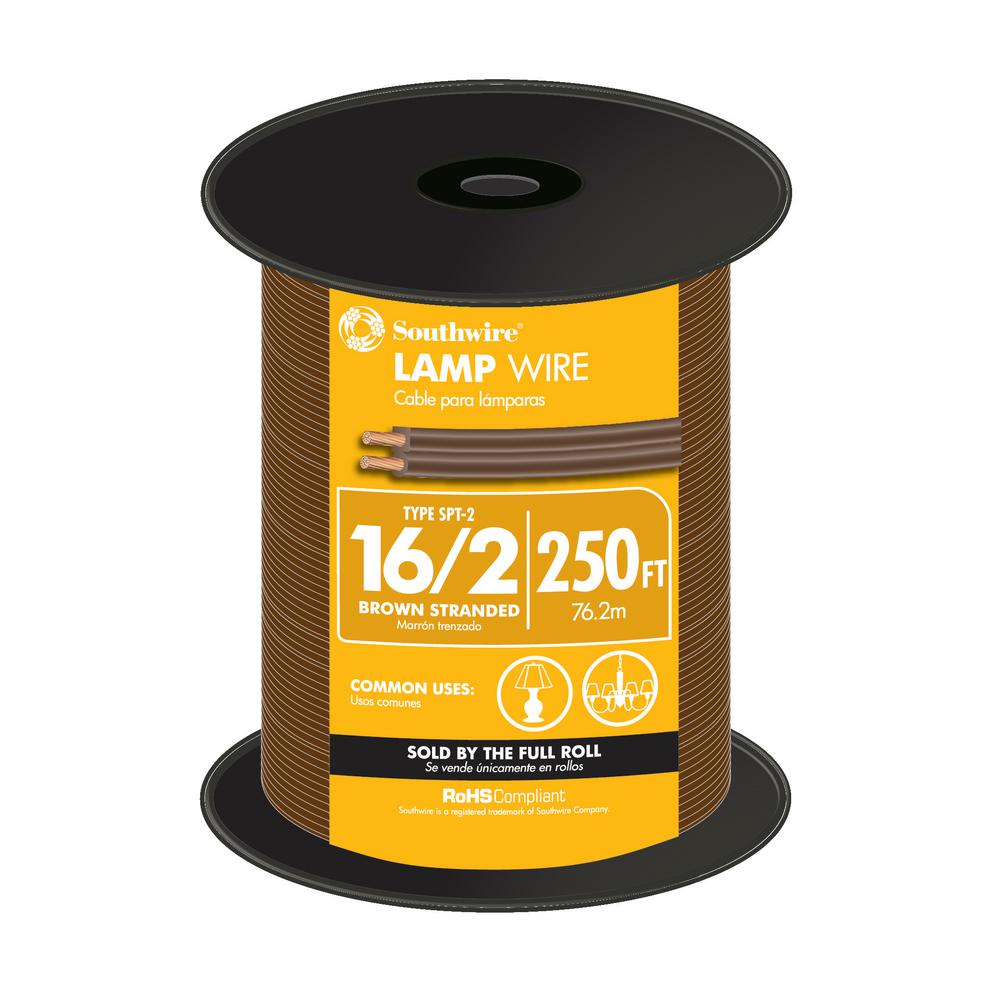 Southwire®
LAMP WIRE
Cable para lámparas
TYPE SPT-2
16/2
BROWN STRANDED
Marrón trenzado
250FT
76.2m
COMMON USES:
Usos comunes
SOLD BY THE FULL ROLL
Se vende únicamente en rollos
RoHSCompliant
Southwire is a registered trademark of Southwire Company.